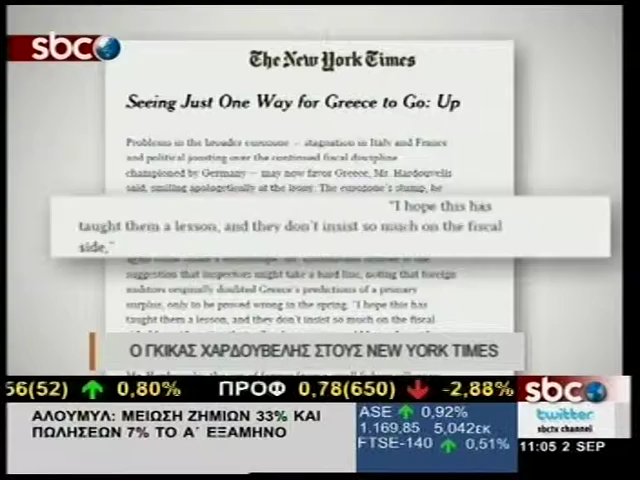 sbc
The New York Times
Seeing Just One Way for Greece to Go: Up
Problems in the broader eurozone — stagnation in Italy and France
and political jousting over the continued fiscal discipline
championed by Germany — may now favor Greece, Mr. Hardouvelis
said, smiling apologetically at the irony. The eurozone's slump, he
"I hope this has
taught them a lesson, and they don't insist so much on the fiscal
side,"
suggestion that inspectors might take a hard line, noting that foreign
auditors originally doubted Greece's predictions of a primary
surplus, only to be proved wrong in the spring. "I hope this has
taught them a lesson, and they don't insist so much on the fiscal
Ο ΓΚΙΚΑΣ ΧΑΡΔΟΥΒΕΛΗΣ ΣΤΟΥΣ NEW YORK TIMES
56(52) 0,80% ΠΡΟΦ 0,78(650) -2,88% sbc
ΑΛΟΥΜΥΛ: ΜΕΙΩΣΗ ΖΗΜΙΩΝ 33% ΚΑΙ
ΠΩΛΗΣΕΩΝ 7% ΤΟ Α΄ ΕΞΑΜΗΝΟ
ASE 0,92%
1.169,85 5,042εκ
FTSE-140 0,51%
twitter
sbctv channel
11:05 2 SEP